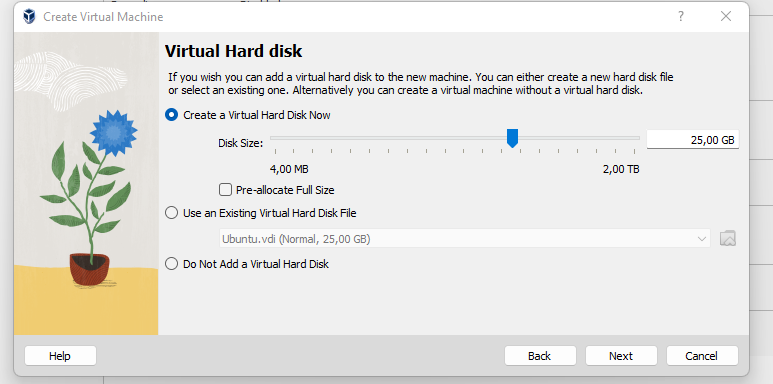 Create Virtual Machine
?
Virtual Hard disk
If you wish you can add a virtual hard disk to the new machine. You can either create a new hard disk file
or select an existing one. Alternatively you can create a virtual machine without a virtual hard disk.
Create a Virtual Hard Disk Now
Disk Size:
25,00 GB
4,00 MB
2,00 TB
Pre-allocate Full Size
Use an Existing Virtual Hard Disk File
Ubuntu.vdi (Normal, 25,00 GB)
Do Not Add a Virtual Hard Disk
Help
Back
Next
Cancel